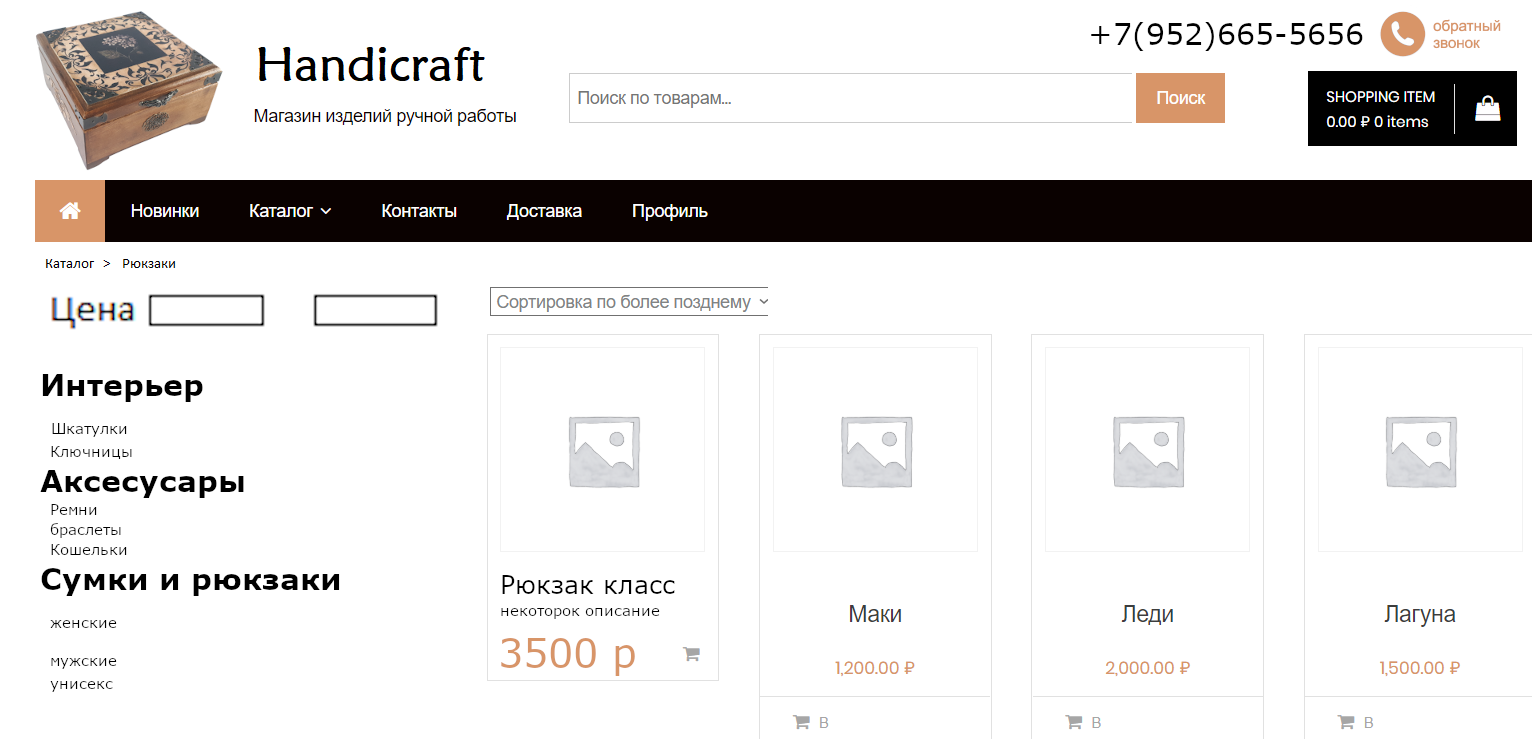 +7(952)665-5656
обратный
звонок
Handicraft
Магазин изделий ручной работы
Поиск по товарам...
Поиск
SHOPPING ITEM
0.00 ₽ 0 items
Новинки
Каталог
Контакты
Доставка
Профиль
Каталог > Рюкзаки
Цена
Интерьер
Шкатулки
Ключницы
Аксесусары
Ремни
браслеты
Кошельки
Сумки и рюкзаки
женские
мужские
унисекс
Сортировка по более позднему
Рюкзак класс
некоторок описание
3500 р
Маки
1,200.00 ₽
В
Леди
2,000.00 ₽
В
Лагуна
1,500.00 ₽
В